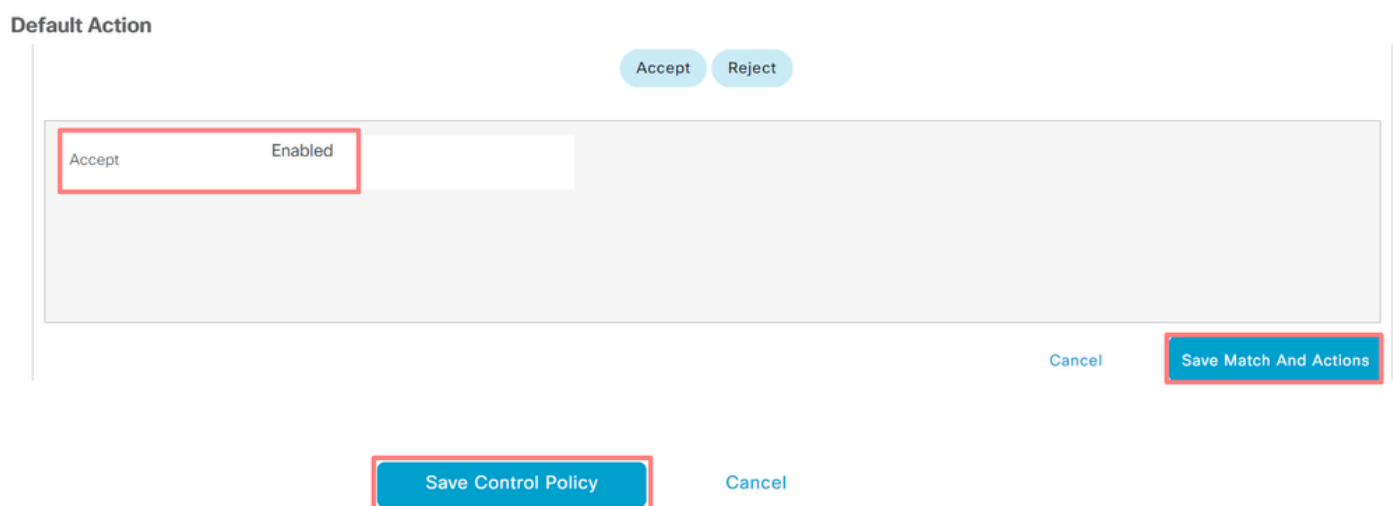 Default Action
Accept Reject
Accept Enabled
Cancel Save Match And Actions
Save Control Policy Cancel